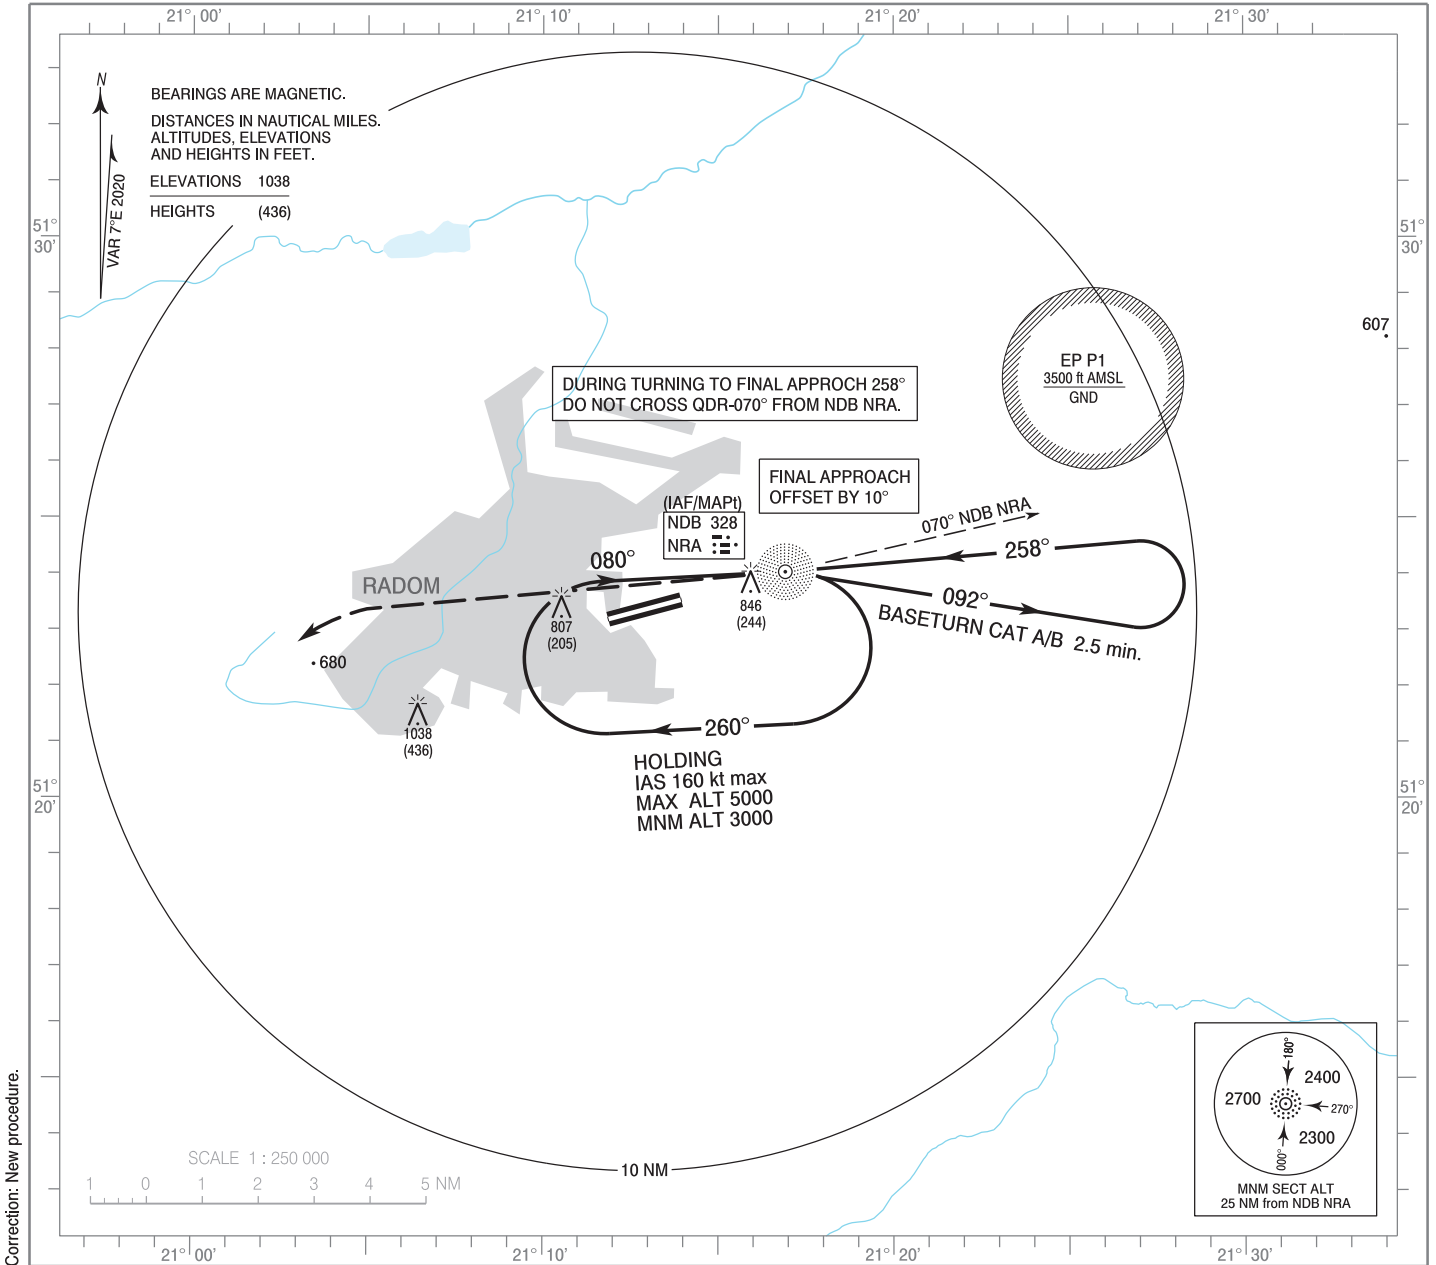 21° 00'
21° 10'
21° 20'
21° 30'
N
VAR 7°E 2020
BEARINGS ARE MAGNETIC.
DISTANCES IN NAUTICAL MILES.
ALTITUDES, ELEVATIONS
AND HEIGHTS IN FEET.
ELEVATIONS 1038
HEIGHTS (436)
51°
30'
51°
30'
607
EP P1
3500 ft AMSL
GND
DURING TURNING TO FINAL APPROCH 258°
DO NOT CROSS QDR-070° FROM NDB NRA.
FINAL APPROACH
OFFSET BY 10°
(IAF/MAPt)
NDB 328
NRA
070° NDB NRA
258°
080°
RADOM
092°
BASETURN CAT A/B 2.5 min.
846
(244)
807
(205)
680
1038
(436)
260°
HOLDING
IAS 160 kt max
MAX ALT 5000
MNM ALT 3000
51°
20'
51°
20'
180°
2400
2700
270°
2300
000°
MNM SECT ALT
25 NM from NDB NRA
10 NM
SCALE 1 : 250 000
1 0 1 2 3 4 5 NM
21° 00'
21° 10'
21° 20'
21° 30'
Correction: New procedure.